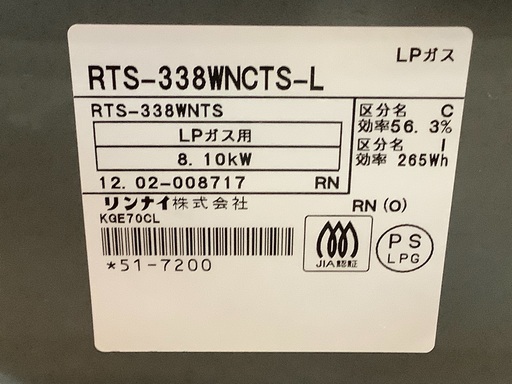 LPガス
RTS-338WNCTS-L
RTS-338WNTS
LPガス用
8.10kW
12.02-008717 RN
区分名 C
効率56.3%
区分名 I
効率 265Wh
リンナイ株式会社
RN (O)
KGE70CL
*51-7200
JIA認証
PS
LPG